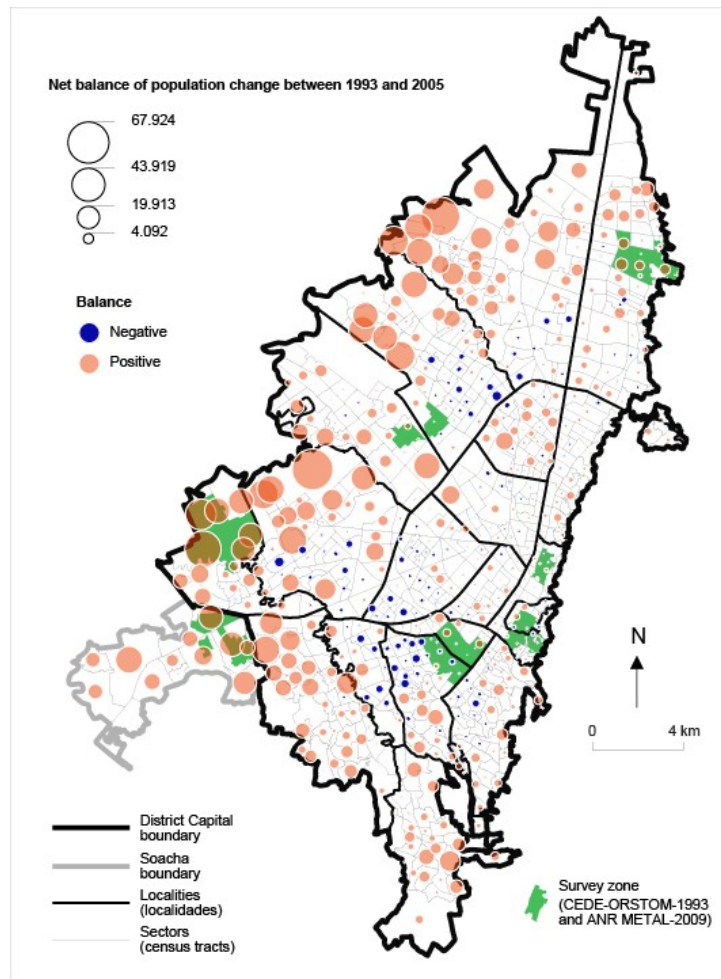 Net balance of population change between 1993 and 2005
67.924
43.919
19.913
4.092
Balance
Negative
Positive
N
0 4 km
District Capital
boundary
Soacha
boundary
Localities
(localidades)
Sectors
(census tracts)
Survey zone
(CEDE-ORSTOM-1993
and ANR METAL-2009)